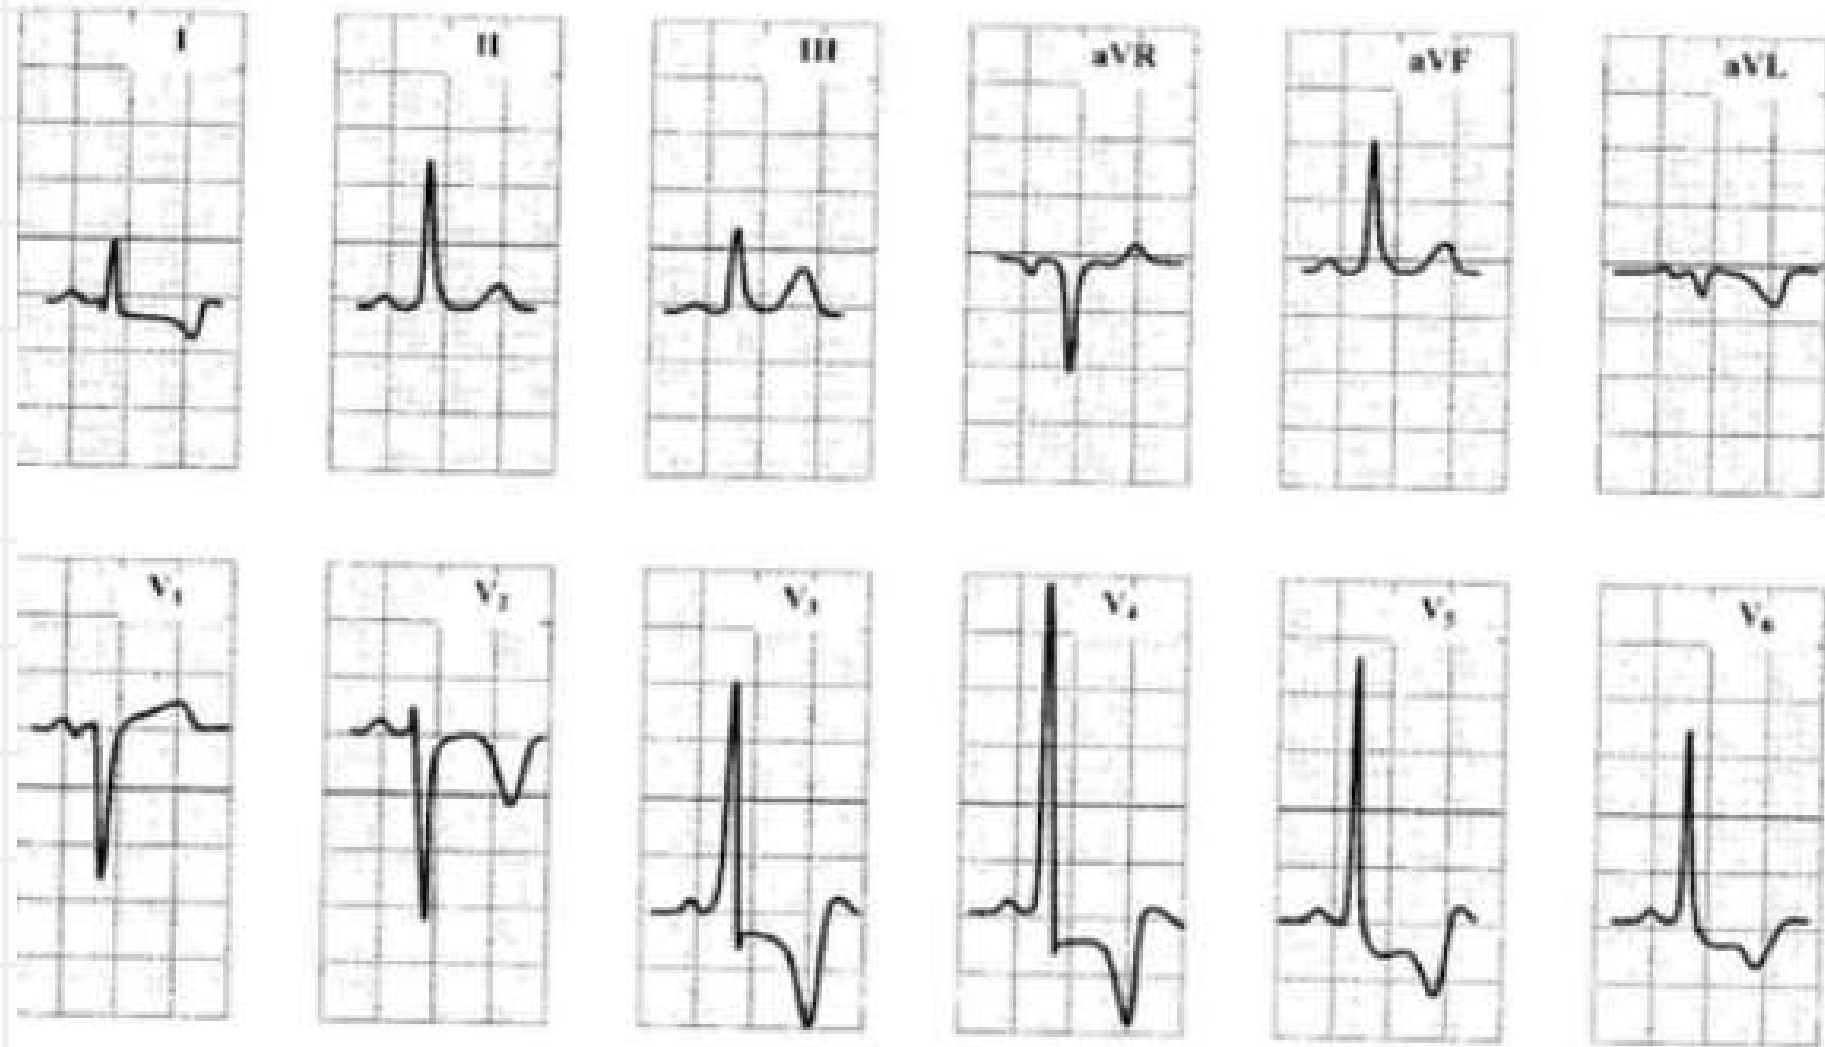 I II III aVR aVF aVL
V₁ V₂ V₃ V₄ V₅ V₆